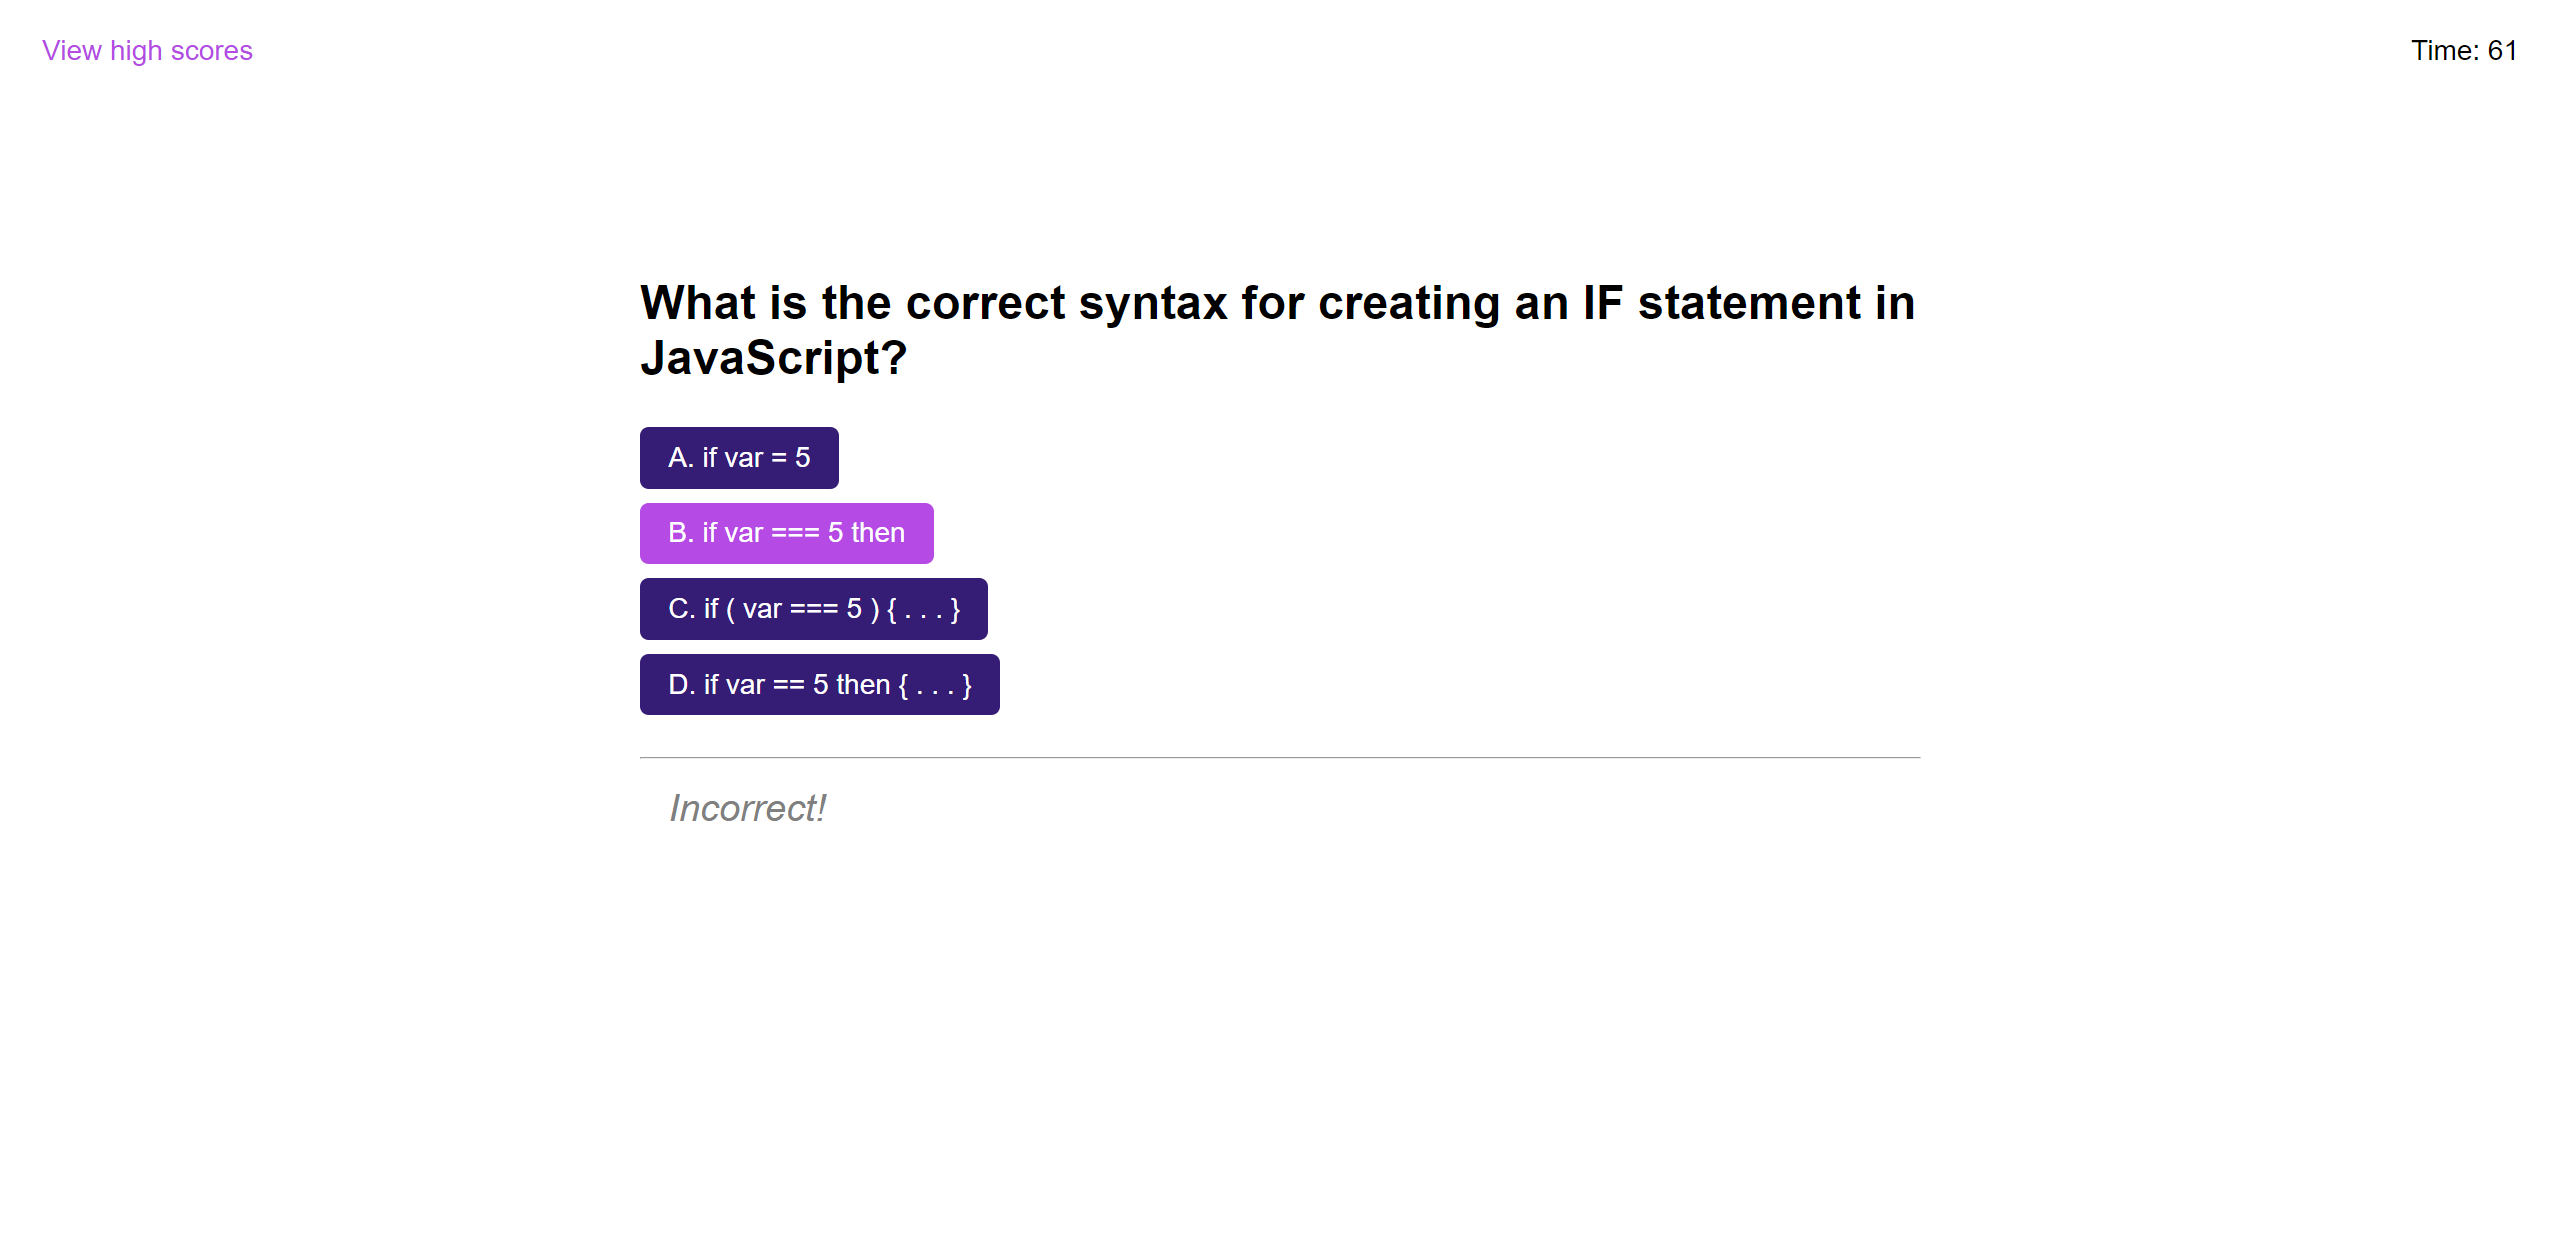 View high scores
Time: 61
What is the correct syntax for creating an IF statement in
JavaScript?
A. if var = 5
B. if var === 5 then
C. if ( var === 5 ) { . . . }
D. if var == 5 then { . . . }
Incorrect!